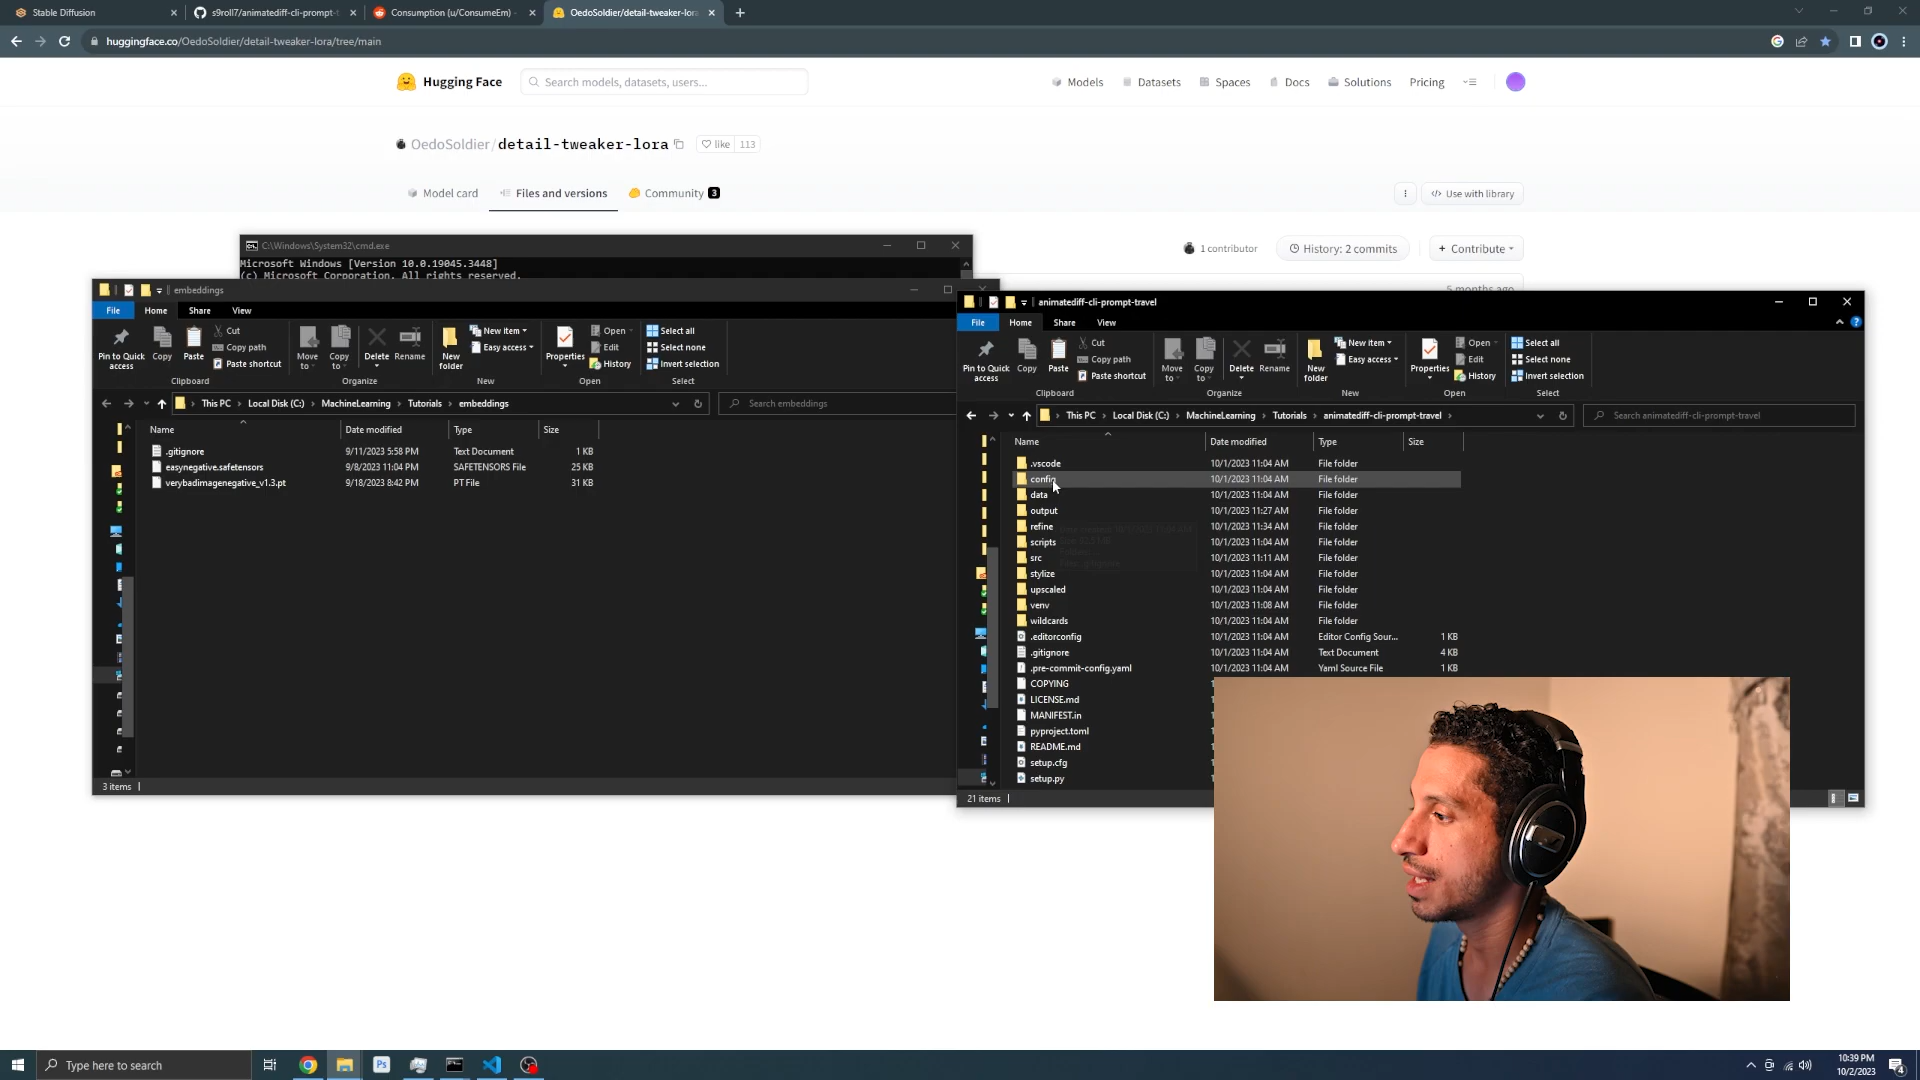 Stable Diffusion
s9roll7/animatediff-cli-prompt-t
Consumption (u/ConsumeEm) -
OedoSoldier/detail-tweaker-lora
huggingface.co/OedoSoldier/detail-tweaker-lora/tree/main
Hugging Face
Search models, datasets, users...
Models
Datasets
Spaces
Docs
Solutions
Pricing
OedoSoldier/detail-tweaker-lora
like 113
Model card
Files and versions
Community 3
Use with library
1 contributor
History: 2 commits
+ Contribute
5 months ago
C:\Windows\System32\cmd.exe
Microsoft Windows [Version 10.0.19045.3448]
(c) Microsoft Corporation. All rights reserved.
embeddings
File Home Share View
Pin to Quick access
Copy
Paste
Cut
Copy path
Paste shortcut
Clipboard
Move to
Copy to
Delete
Rename
Organize
New folder
New item
Easy access
New
Properties
Open
Edit
History
Open
Select all
Select none
Invert selection
Select
This PC > Local Disk (C:) > MachineLearning > Tutorials > embeddings
Search embeddings
Name Date modified Type Size
.gitignore 9/11/2023 5:58 PM Text Document 1 KB
easynegative.safetensors 9/8/2023 11:04 PM SAFETENSORS File 25 KB
verybadimagenegative_v1.3.pt 9/18/2023 8:42 PM PT File 31 KB
3 items
animatediff-cli-prompt-travel
File Home Share View
Pin to Quick access
Copy
Paste
Cut
Copy path
Paste shortcut
Clipboard
Move to
Copy to
Delete
Rename
Organize
New folder
New item
Easy access
New
Properties
Open
Edit
History
Open
Select all
Select none
Invert selection
Select
This PC > Local Disk (C:) > MachineLearning > Tutorials > animatediff-cli-prompt-travel >
Search animatediff-cli-prompt-travel
Name Date modified Type Size
.vscode 10/1/2023 11:04 AM File folder
config 10/1/2023 11:04 AM File folder
data 10/1/2023 11:04 AM File folder
output 10/1/2023 11:27 AM File folder
refine 10/1/2023 11:34 AM File folder
scripts 10/1/2023 11:04 AM File folder
src 10/1/2023 11:11 AM File folder
stylize 10/1/2023 11:04 AM File folder
upscaled 10/1/2023 11:04 AM File folder
venv 10/1/2023 11:08 AM File folder
wildcards 10/1/2023 11:04 AM File folder
.editorconfig 10/1/2023 11:04 AM Editor Config Sour... 1 KB
.gitignore 10/1/2023 11:04 AM Text Document 4 KB
.pre-commit-config.yaml 10/1/2023 11:04 AM Yaml Source File 1 KB
COPYING
LICENSE.md
MANIFEST.in
pyproject.toml
README.md
setup.cfg
setup.py
21 items
Type here to search
Ps
10:39 PM
10/2/2023
4